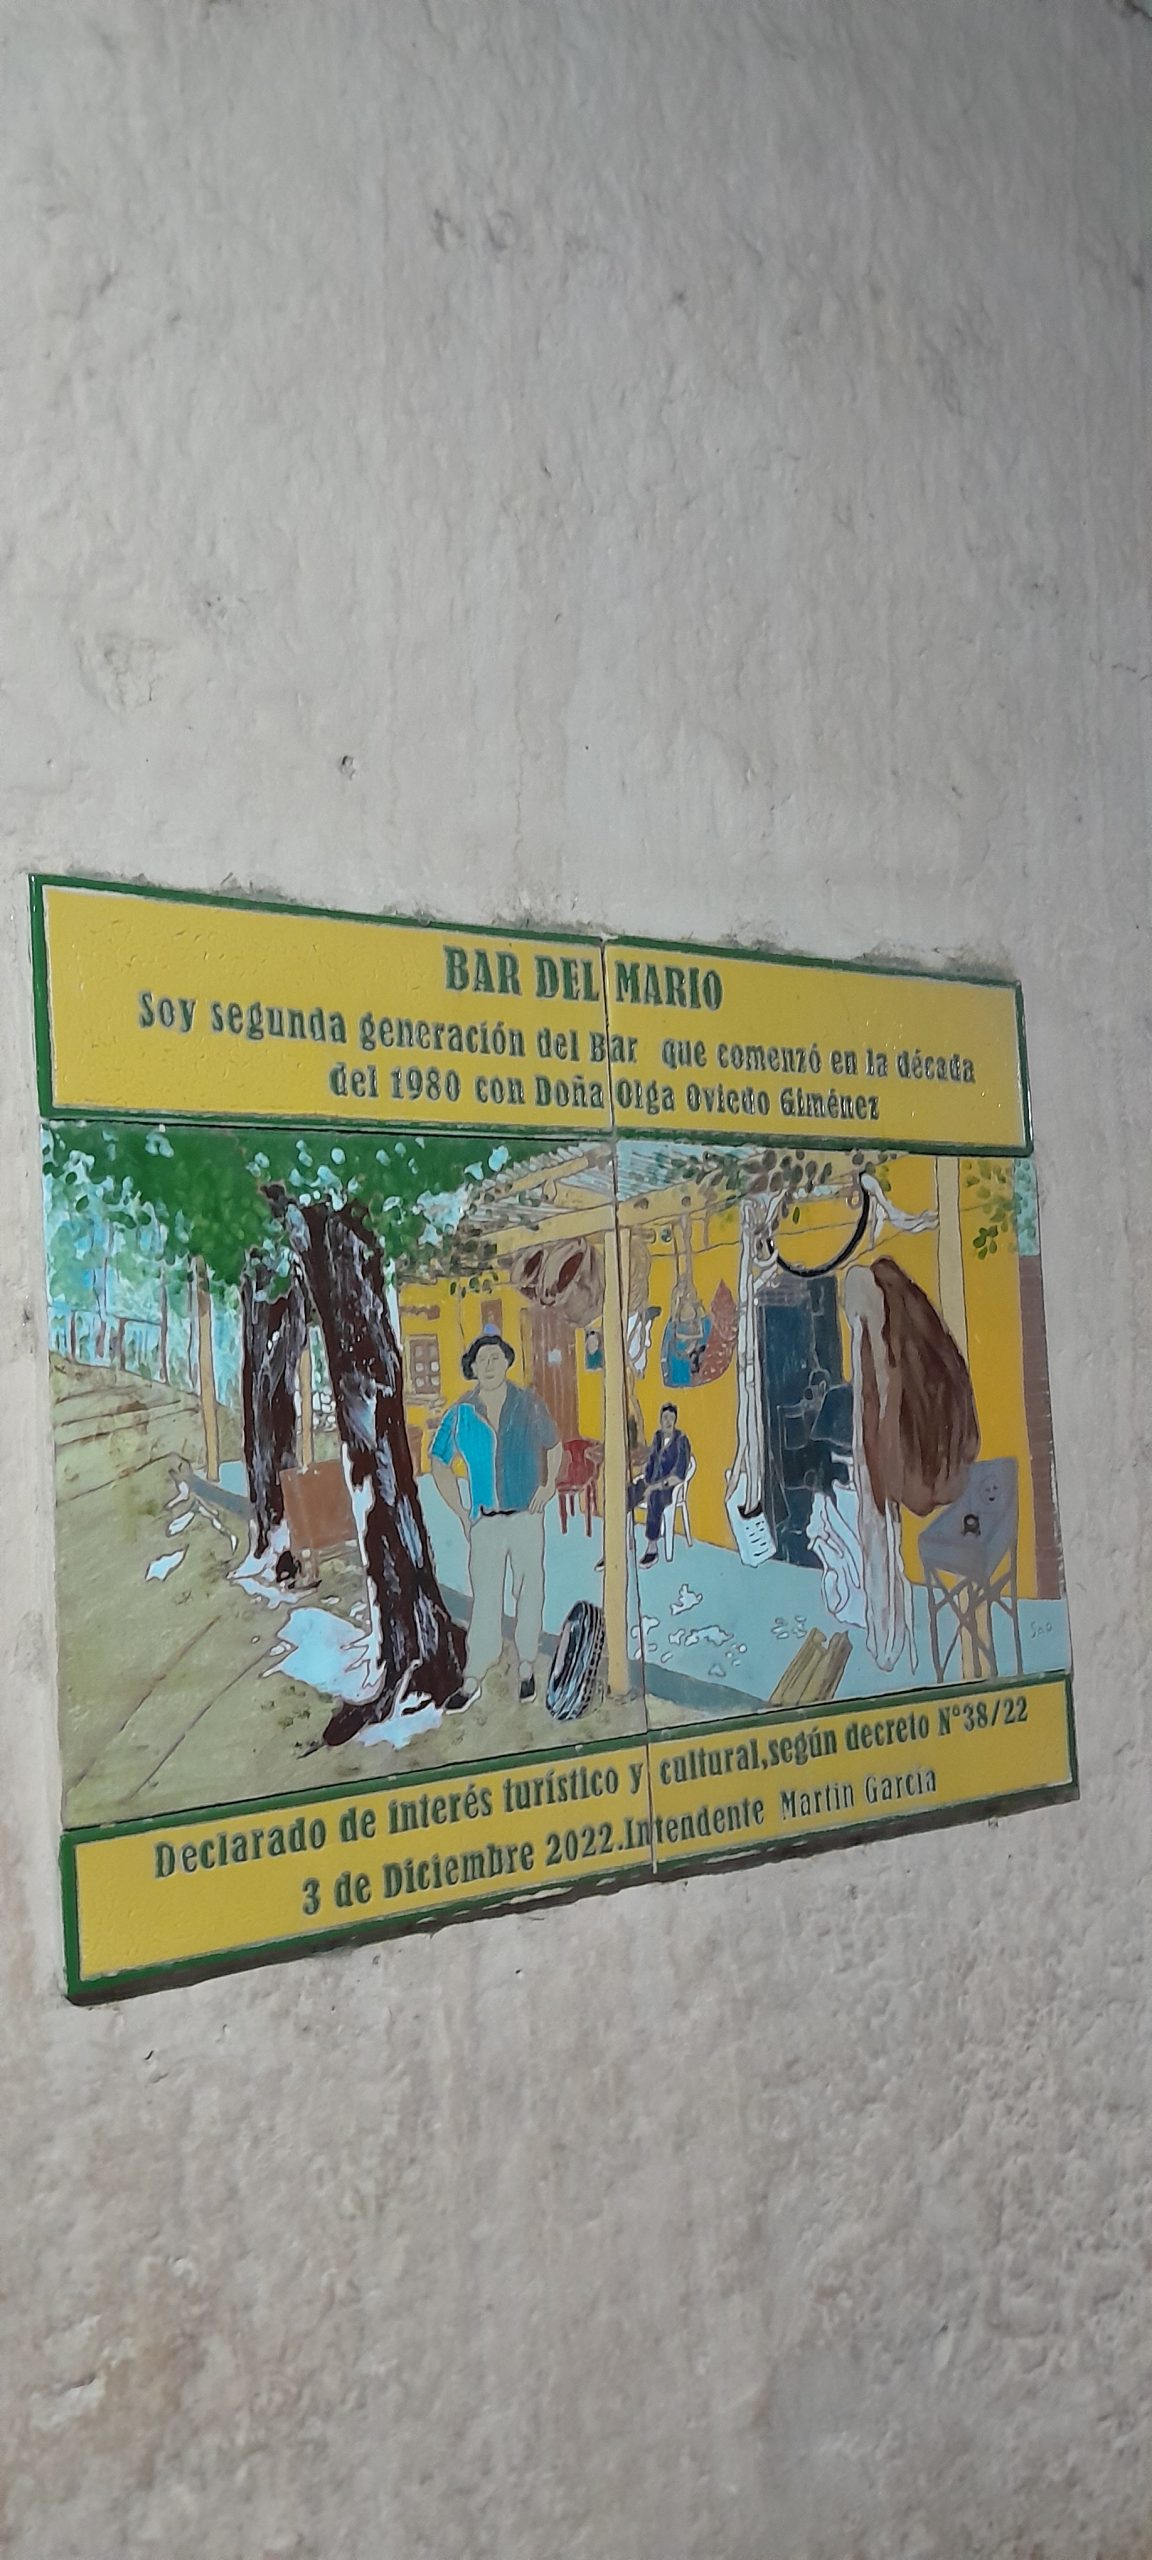 BAR DEL MARIO
Soy segunda generación del Bar que comenzó en la década
del 1980 con Doña Olga Oviedo Giménez
Declarado de interés turístico y cultural,según decreto N°38/22
3 de Diciembre 2022.Intendente Martin García